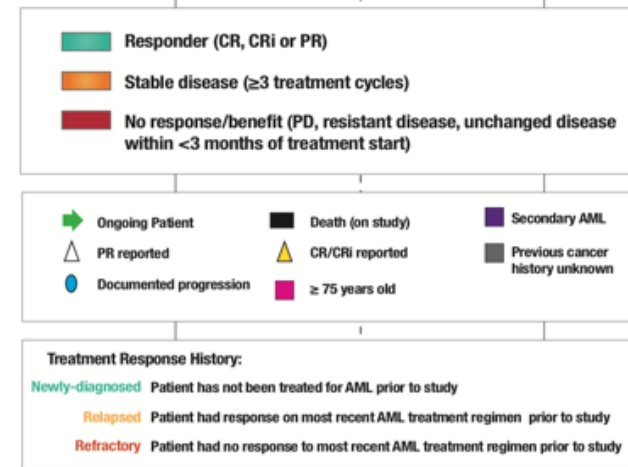 Responder (CR, CRi or PR)
Stable disease (≥3 treatment cycles)
No response/benefit (PD, resistant disease, unchanged disease
within <3 months of treatment start)
Ongoing Patient
Death (on study)
Secondary AML
PR reported
CR/CRi reported
Previous cancer
history unknown
Documented progression
≥ 75 years old
Treatment Response History:
Newly-diagnosed Patient has not been treated for AML prior to study
Relapsed Patient had response on most recent AML treatment regimen prior to study
Refractory Patient had no response to most recent AML treatment regimen prior to study